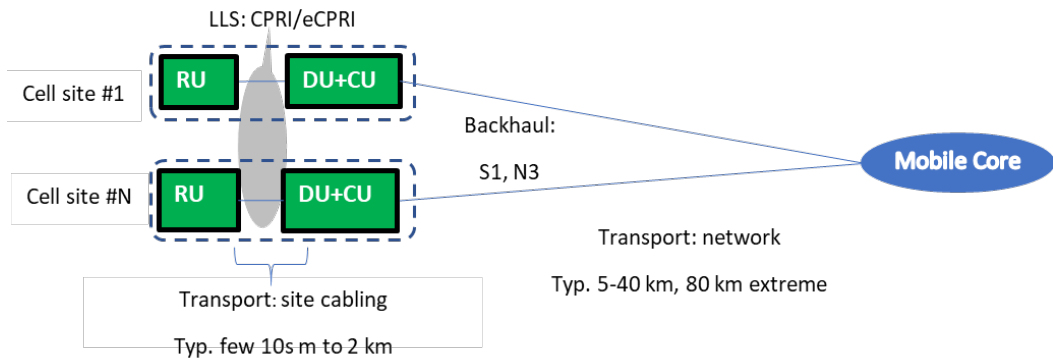 LLS: CPRI/eCPRI
RU
DU+CU
Cell site #1
Backhaul:
S1, N3
Mobile Core
RU
DU+CU
Cell site #N
Transport: network
Typ. 5-40 km, 80 km extreme
Transport: site cabling
Typ. few 10s m to 2 km